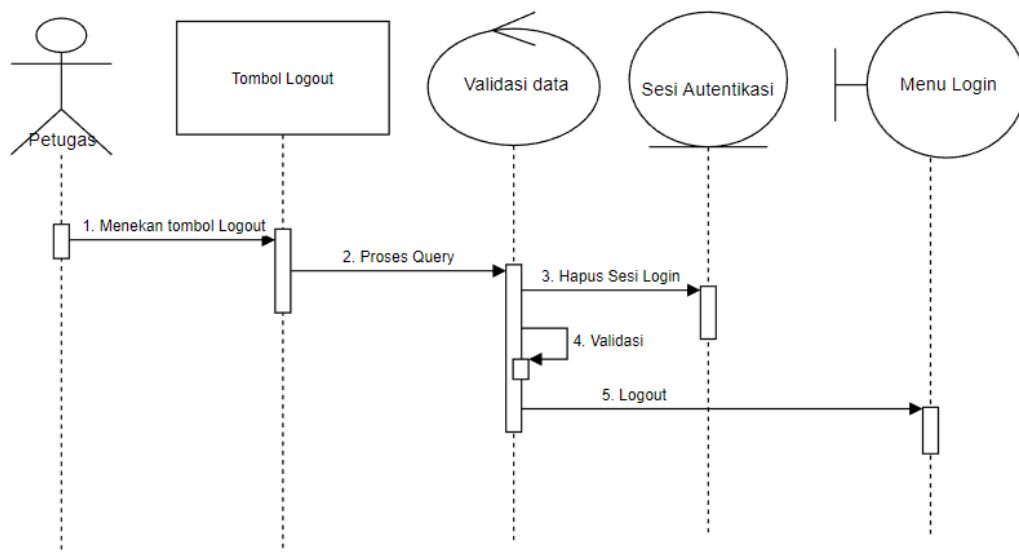 Petugas
Tombol Logout
Validasi data
Sesi Autentikasi
Menu Login
1. Menekan tombol Logout
2. Proses Query
3. Hapus Sesi Login
4. Validasi
5. Logout